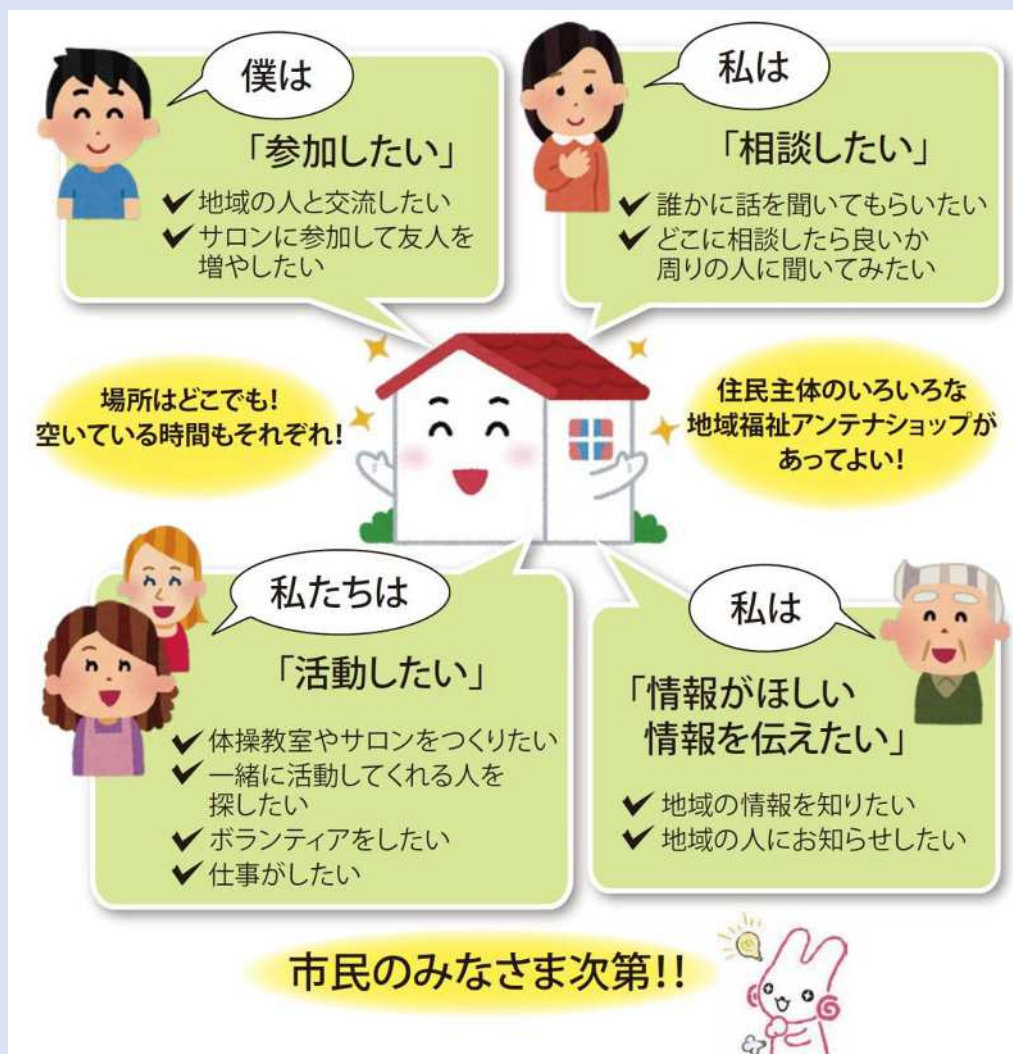 僕は
「参加したい」
✔地域の人と交流したい
✔サロンに参加して友人を
増やしたい
私は
「相談したい」
✔誰かに話を聞いてもらいたい
✔どこに相談したら良いか
周りの人に聞いてみたい
場所はどこでも!
空いている時間もそれぞれ!
住民主体のいろいろな
地域福祉アンテナショップが
あってよい!
私たちは
「活動したい」
✔体操教室やサロンをつくりたい
✔一緒に活動してくれる人を
探したい
✔ボランティアをしたい
✔仕事がしたい
私は
「情報がほしい
情報を伝えたい」
✔地域の情報を知りたい
✔地域の人にお知らせしたい
市民のみなさま次第!!